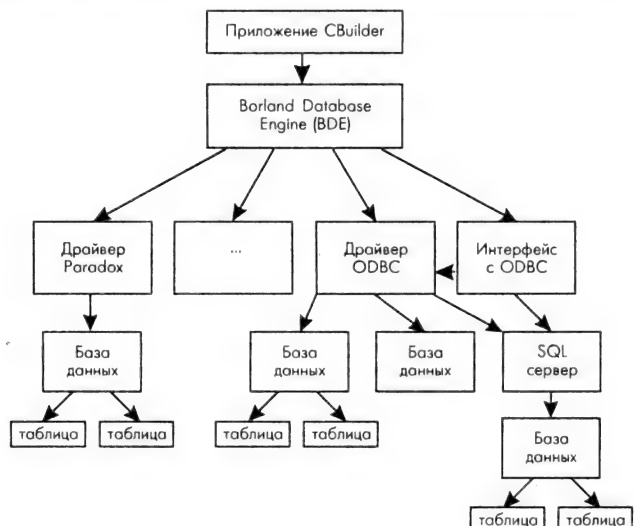 Приложение CBuilder
Borland Database
Engine (BDE)
Драйвер
Paradox
...
Драйвер
ODBC
Интерфейс
с ODBC
База
данных
База
данных
База
данных
SQL
сервер
таблица
таблица
таблица
таблица
База
данных
таблица
таблица